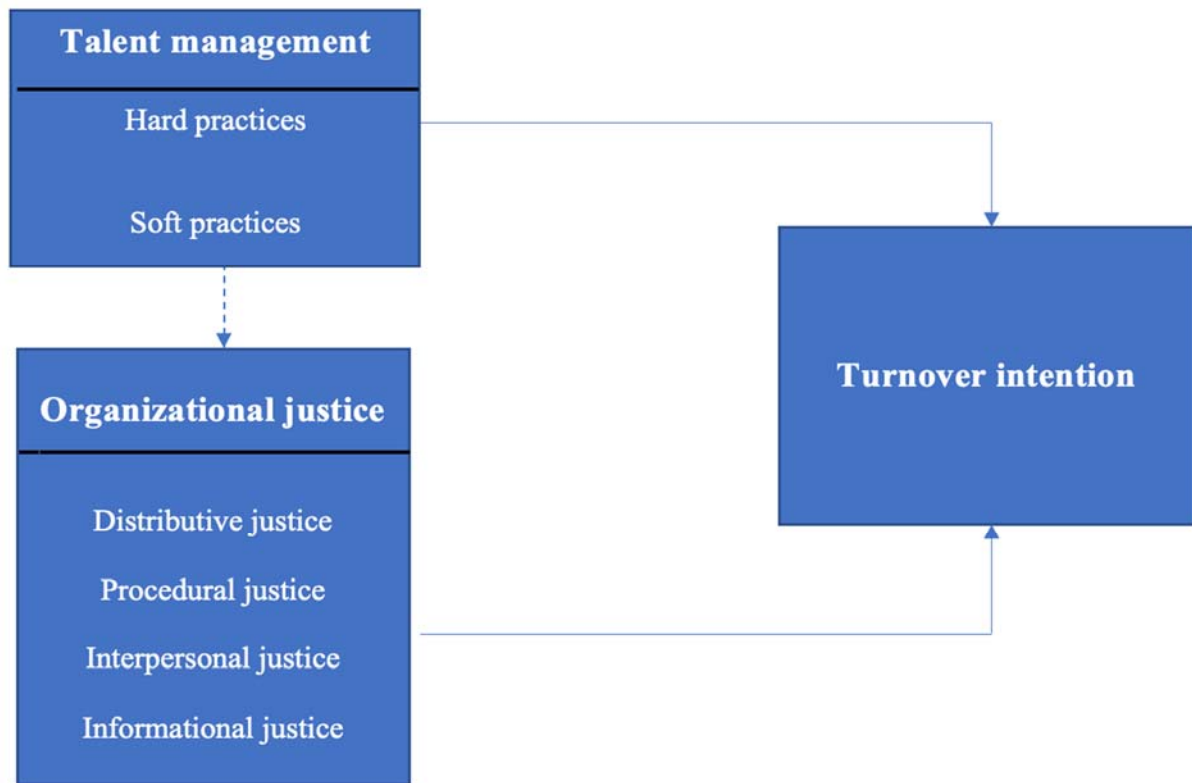 Talent management
Hard practices
Soft practices
Organizational justice
Distributive justice
Procedural justice
Interpersonal justice
Informational justice
Turnover intention